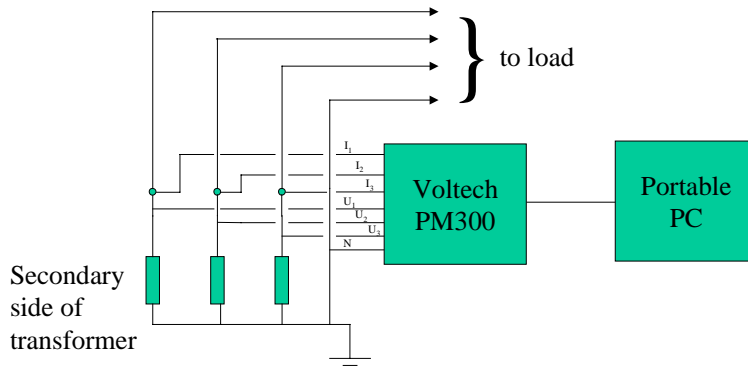 to load
I1
I2
I3
U1
U2
U3
N
Voltech
PM300
Portable
PC
Secondary
side of
transformer